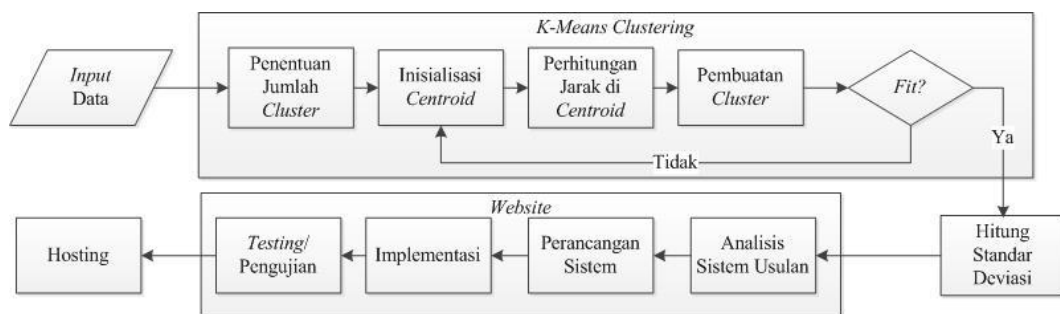 K-Means Clustering
Input
Data
Penentuan
Jumlah
Cluster
Inisialisasi
Centroid
Perhitungan
Jarak di
Centroid
Pembuatan
Cluster
Fit?
Tidak
Ya
Website
Hosting
Testing/
Pengujian
Implementasi
Perancangan
Sistem
Analisis
Sistem Usulan
Hitung
Standar
Deviasi